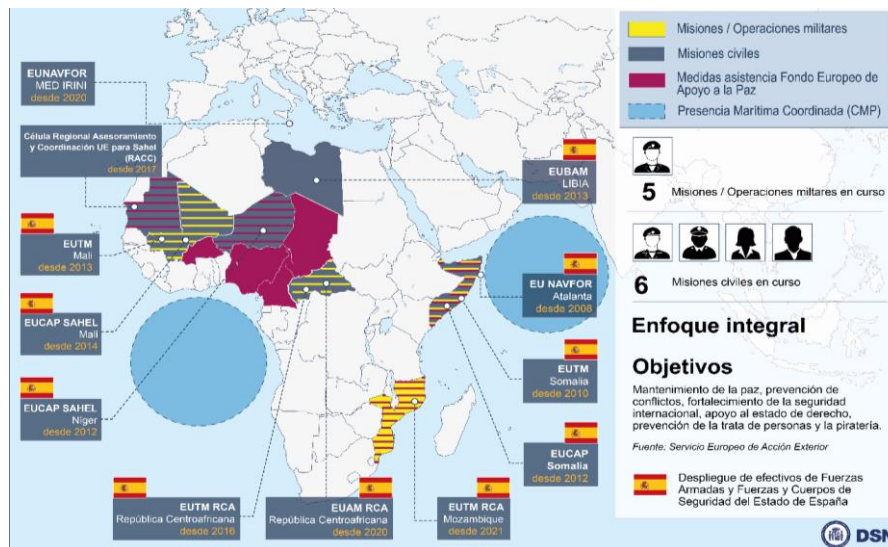 EUNAVFOR
MED IRINI
desde 2020
Célula Regional Asesoramiento
y Coordinación UE para Sahel
(RACC)
desde 2017
EUTM
Mali
desde 2013
EUCAP SAHEL
Mali
desde 2014
EUCAP SAHEL
Níger
desde 2012
EUTM RCA
República Centroafricana
desde 2016
EUAM RCA
República Centroafricana
desde 2020
EUTM RCA
Mozambique
desde 2021
EUBAM
LIBIA
desde 2013
EU NAVFOR
Atalanta
desde 2008
EUTM
Somalia
desde 2010
EUCAP
Somalia
desde 2012
Misiones / Operaciones militares
Misiones civiles
Medidas asistencia Fondo Europeo de
Apoyo a la Paz
Presencia Marítima Coordinada (CMP)
5 Misiones / Operaciones militares en curso
6 Misiones civiles en curso
Enfoque integral
Objetivos
Mantenimiento de la paz, prevención de
conflictos, fortalecimiento de la seguridad
internacional, apoyo al estado de derecho,
prevención de la trata de personas y la piratería.
Fuente: Servicio Europeo de Acción Exterior
Despliegue de efectivos de Fuerzas
Armadas y Fuerzas y Cuerpos de
Seguridad del Estado de España
DSN